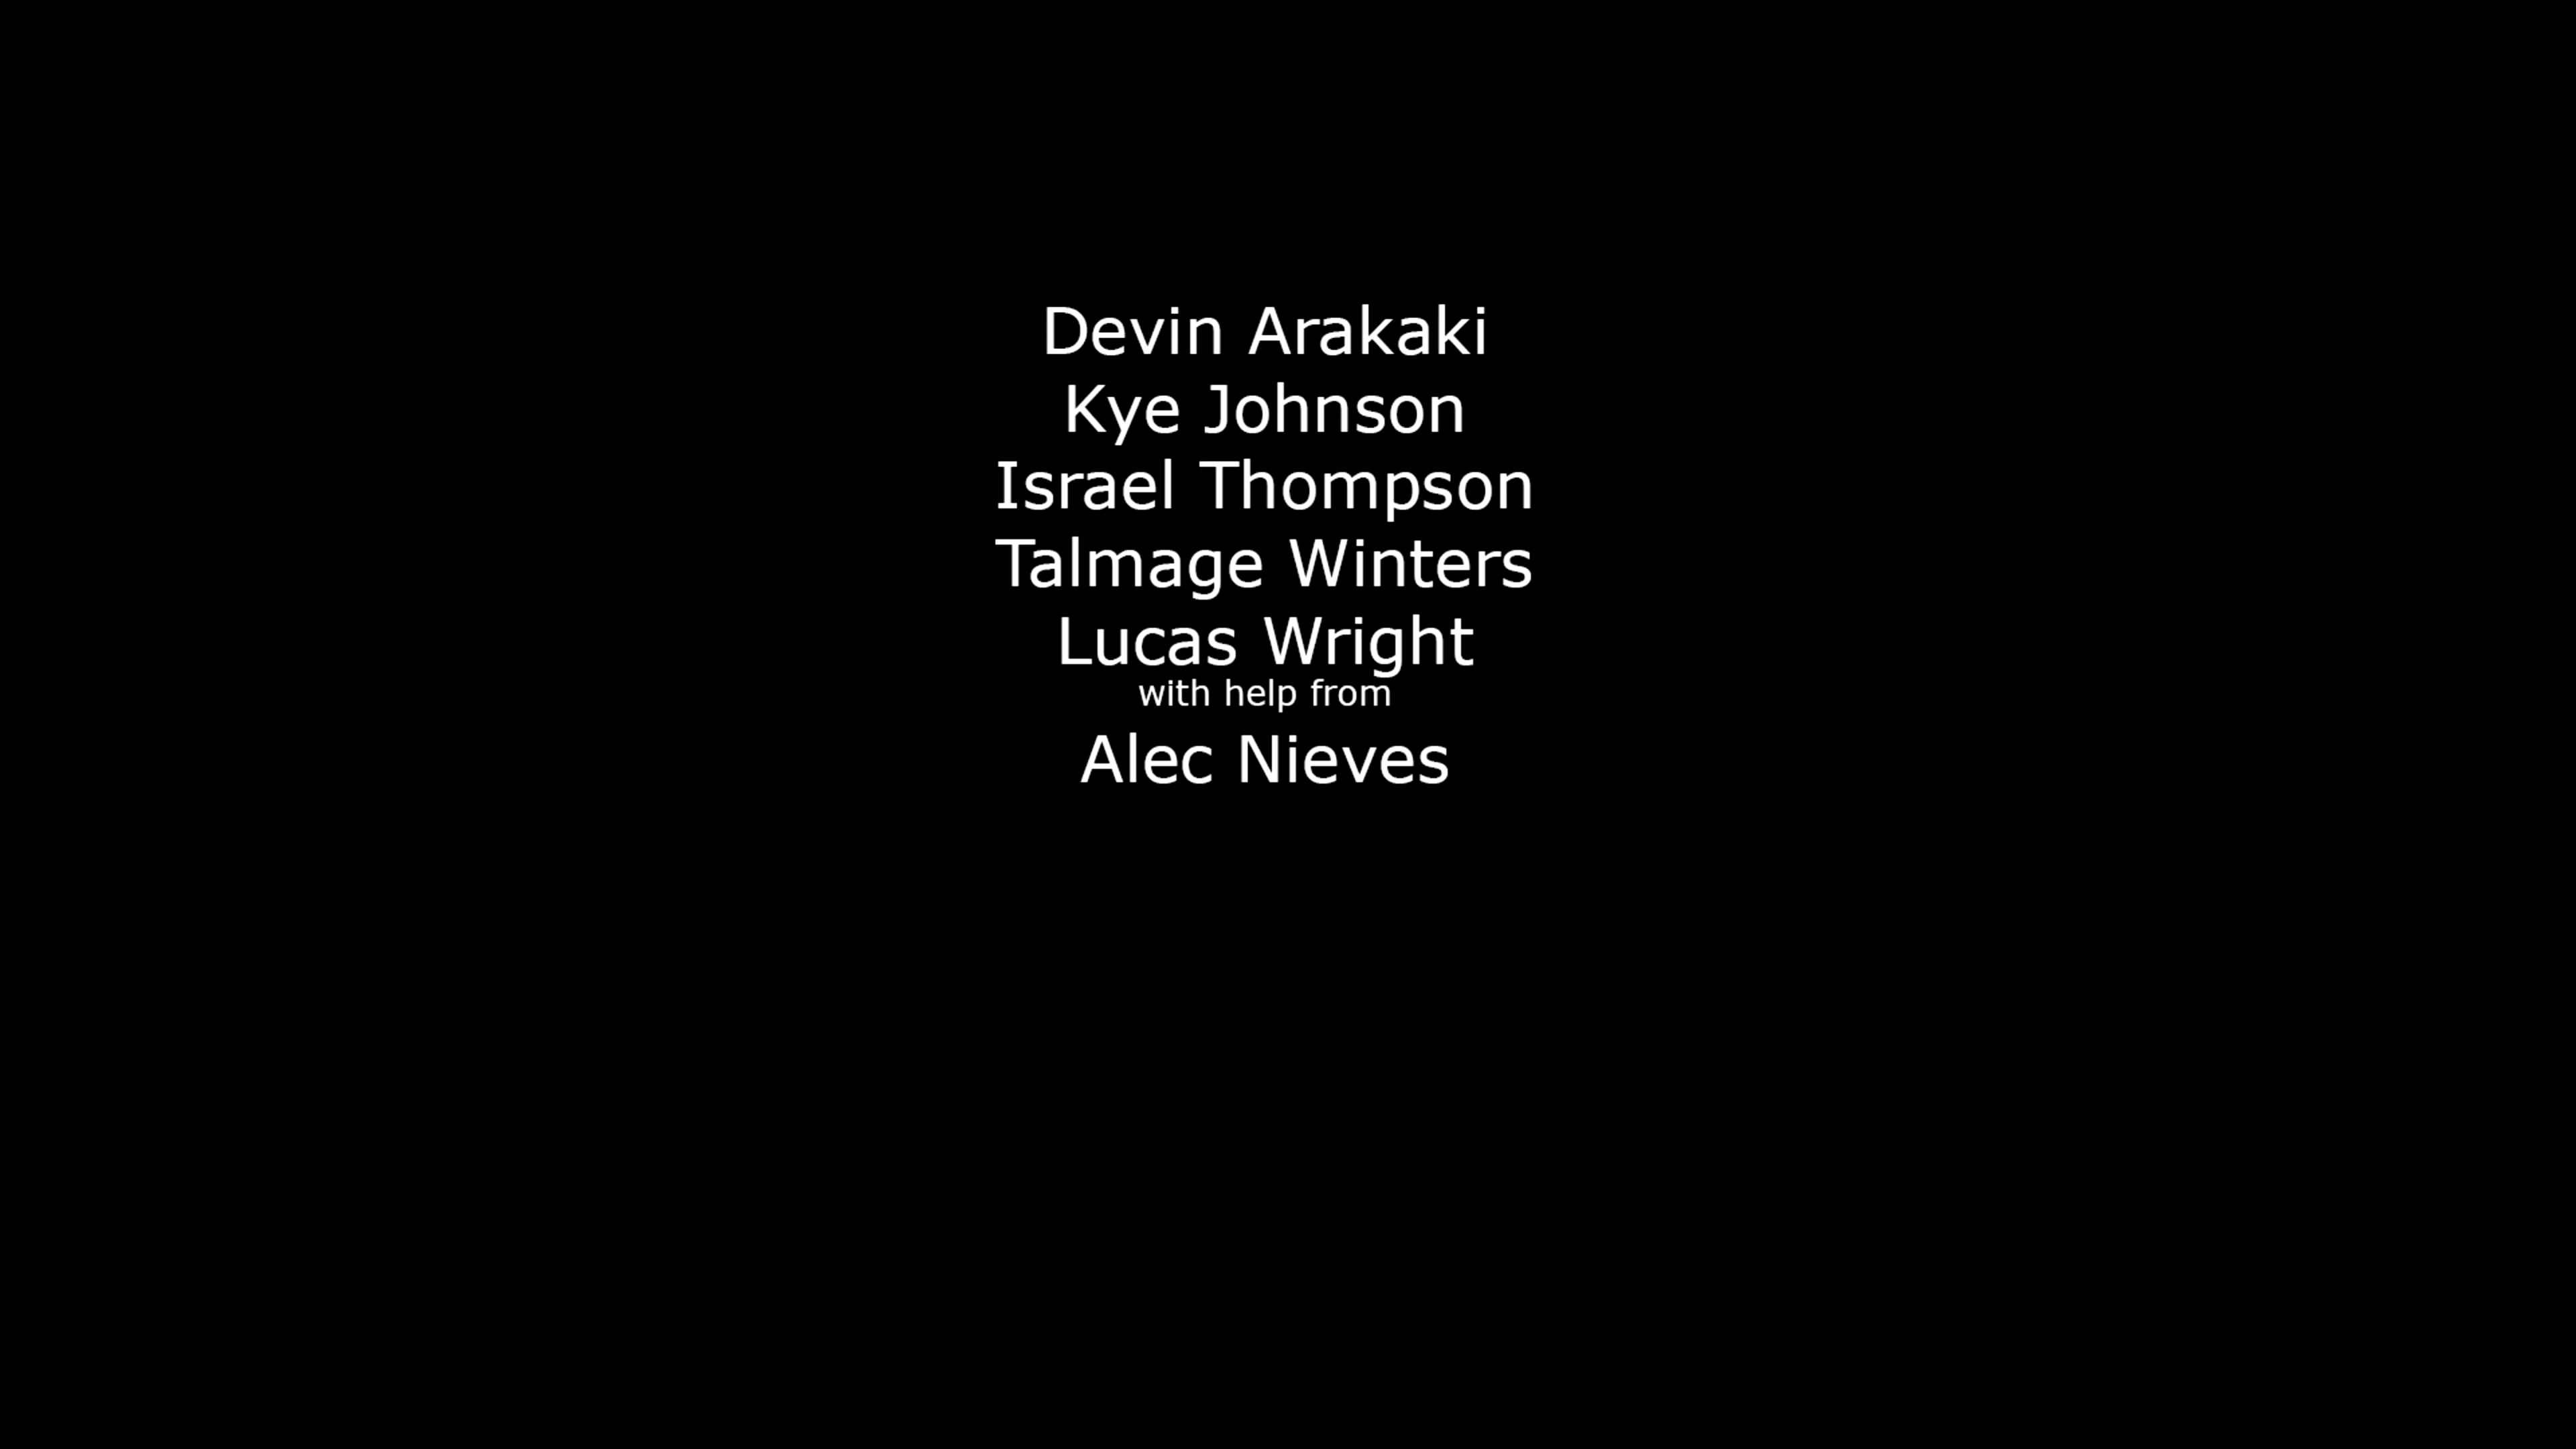 Devin Arakaki
Kye Johnson
Israel Thompson
Talmage Winters
Lucas Wright
with help from
Alec Nieves